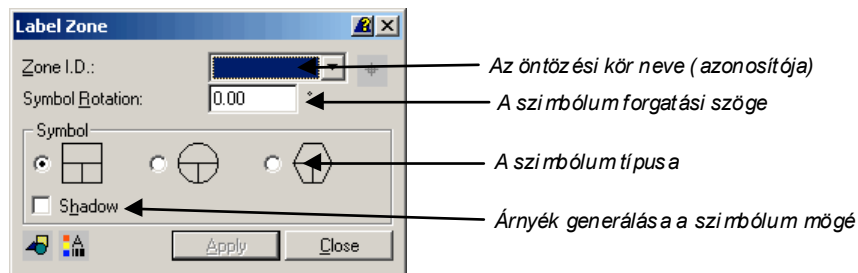 Label Zone
Zone I.D.:
Az öntözési kör neve (azonosítója)
Symbol Rotation:
0.00
°
A szimbólum forgatási szöge
Symbol
A szimbólum típusa
Shadow
Árnyék generálása a szimbólum mögé
Apply
Close